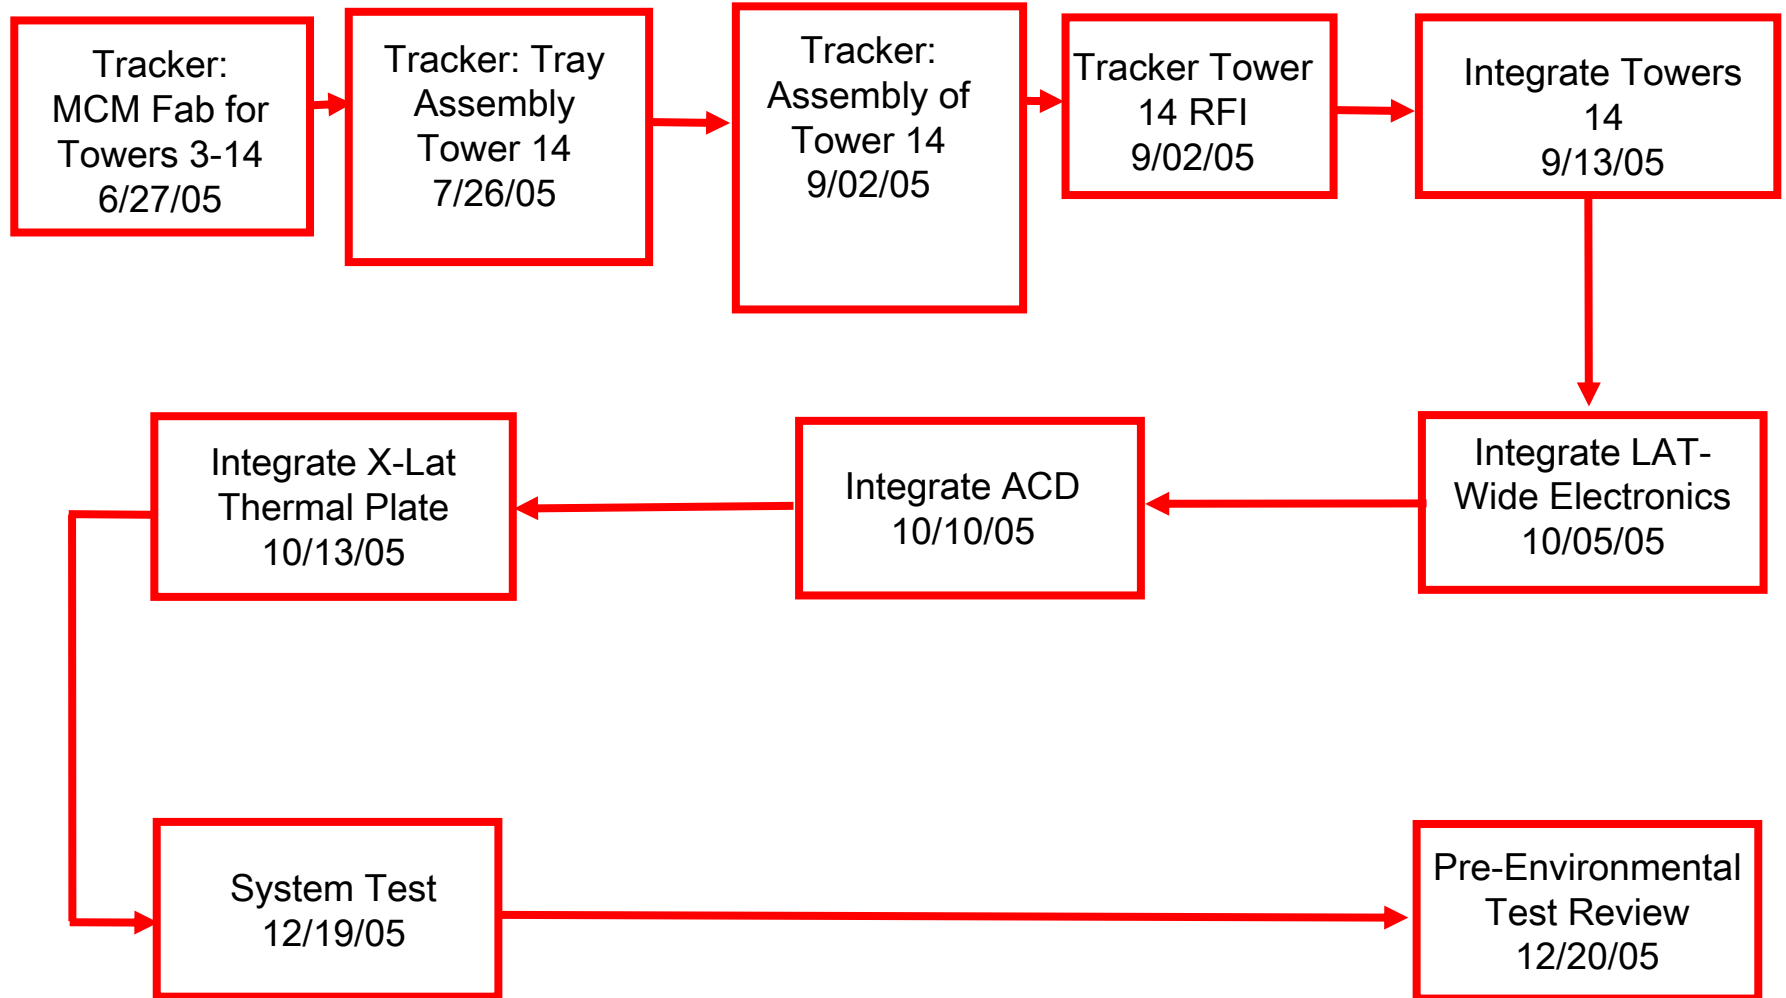 Tracker:
MCM Fab for
Towers 3-14
6/27/05
Tracker: Tray
Assembly
Tower 14
7/26/05
Tracker:
Assembly of
Tower 14
9/02/05
Tracker Tower
14 RFI
9/02/05
Integrate Towers
14
9/13/05
Integrate LAT-
Wide Electronics
10/05/05
Integrate ACD
10/10/05
Integrate X-Lat
Thermal Plate
10/13/05
System Test
12/19/05
Pre-Environmental
Test Review
12/20/05